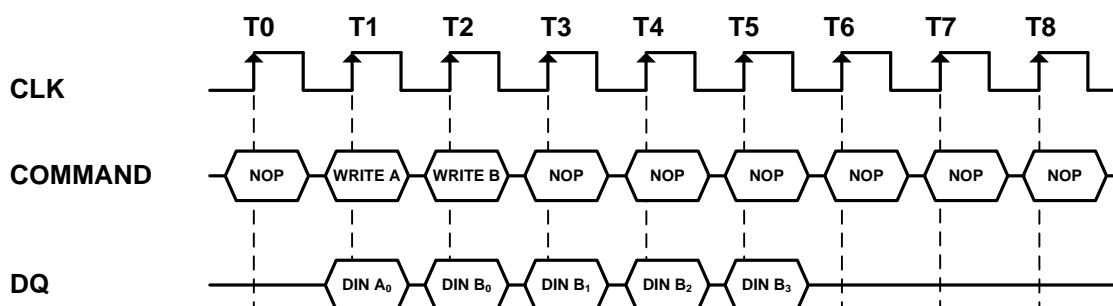 T0 T1 T2 T3 T4 T5 T6 T7 T8
CLK
COMMAND NOP WRITE A WRITE B NOP NOP NOP NOP NOP NOP
DQ DIN A₀ DIN B₀ DIN B₁ DIN B₂ DIN B₃